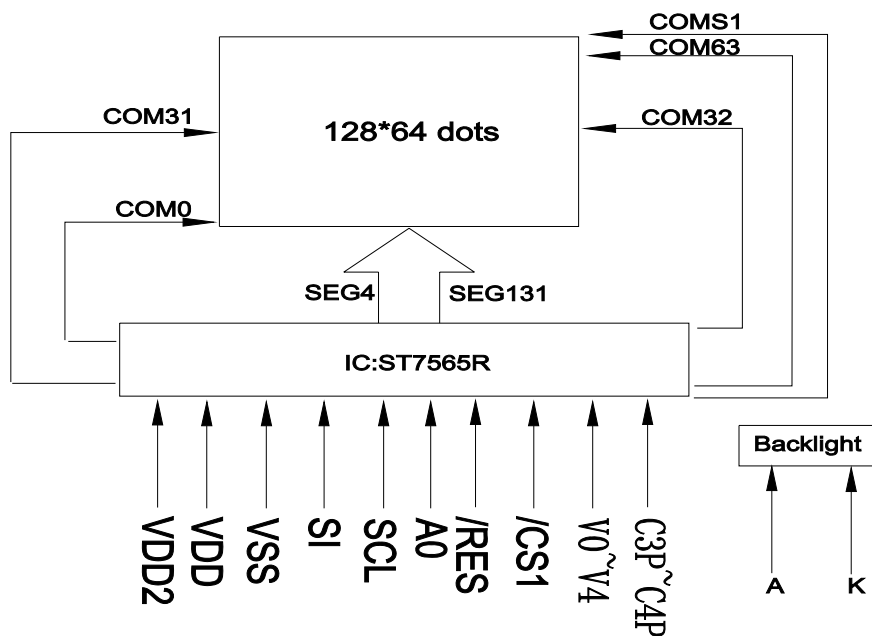 COMS1
COM63
COM31
COM32
128*64 dots
COM0
SEG4
SEG131
IC:ST7565R
Backlight
VDD2
VDD
VSS
SI
SCL
A0
/RES
/CS1
V0~V4
C3P~C4P
A
K